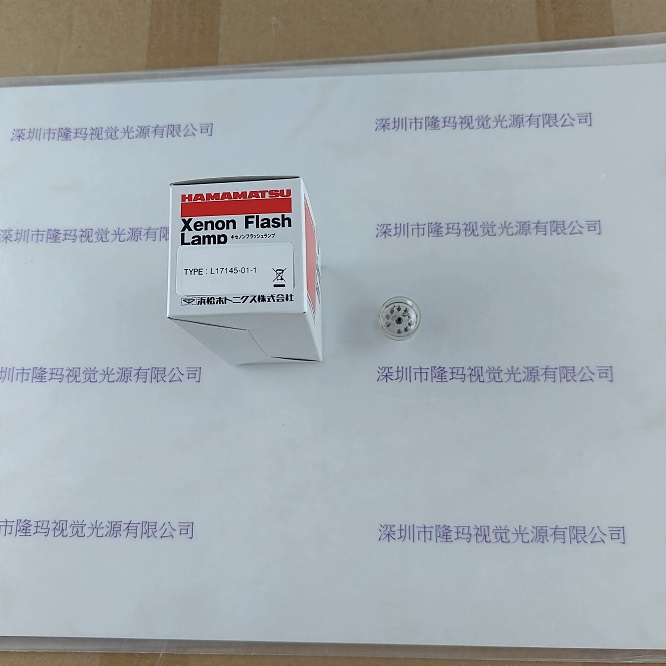 深圳市隆玛视觉光源有限公司
深圳市隆玛视觉光源有限公司
HAMAMATSU
Xenon Flash
Lamp キセノンフラッシュランプ
TYPE : L17145-01-1
浜松ホトニクス株式会社
深圳市隆玛视觉光源有
深圳市隆玛视觉光源有限公司
圳市隆玛视觉光源有限公司
深圳市隆玛视觉光源有限公司
市隆玛视觉光源有限公司
深圳市隆玛视觉光源有限公司